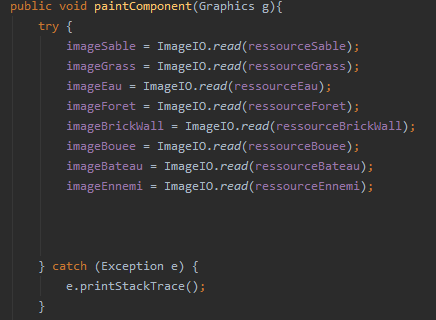 public void paintComponent(Graphics g){
try {
imageSable = ImageIO.read(ressourceSable);
imageGrass = ImageIO.read(ressourceGrass);
imageEau = ImageIO.read(ressourceEau);
imageForet = ImageIO.read(ressourceForet);
imageBrickWall = ImageIO.read(ressourceBrickWall);
imageBouee = ImageIO.read(ressourceBouee);
imageBateau = ImageIO.read(ressourceBateau);
imageEnnemi = ImageIO.read(ressourceEnnemi);
} catch (Exception e) {
e.printStackTrace();
}